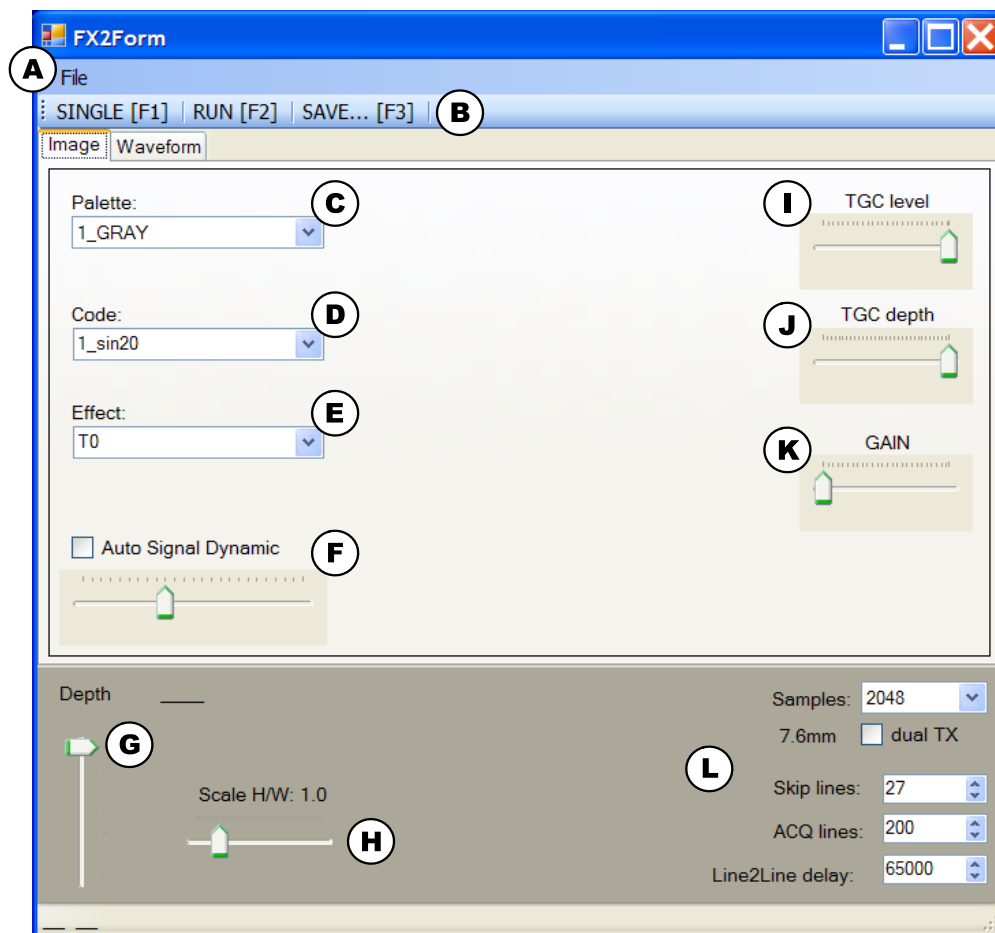 FX2Form
A
File
SINGLE [F1] RUN [F2] SAVE... [F3]
B
Image Waveform
Palette:
C
1_GRAY
I
TGC level
Code:
D
1_sin20
J
TGC depth
Effect:
E
T0
K
GAIN
Auto Signal Dynamic
F
Depth
G
Scale H/W: 1.0
H
Samples: 2048
7.6mm dual TX
L
Skip lines: 27
ACQ lines: 200
Line2Line delay: 65000